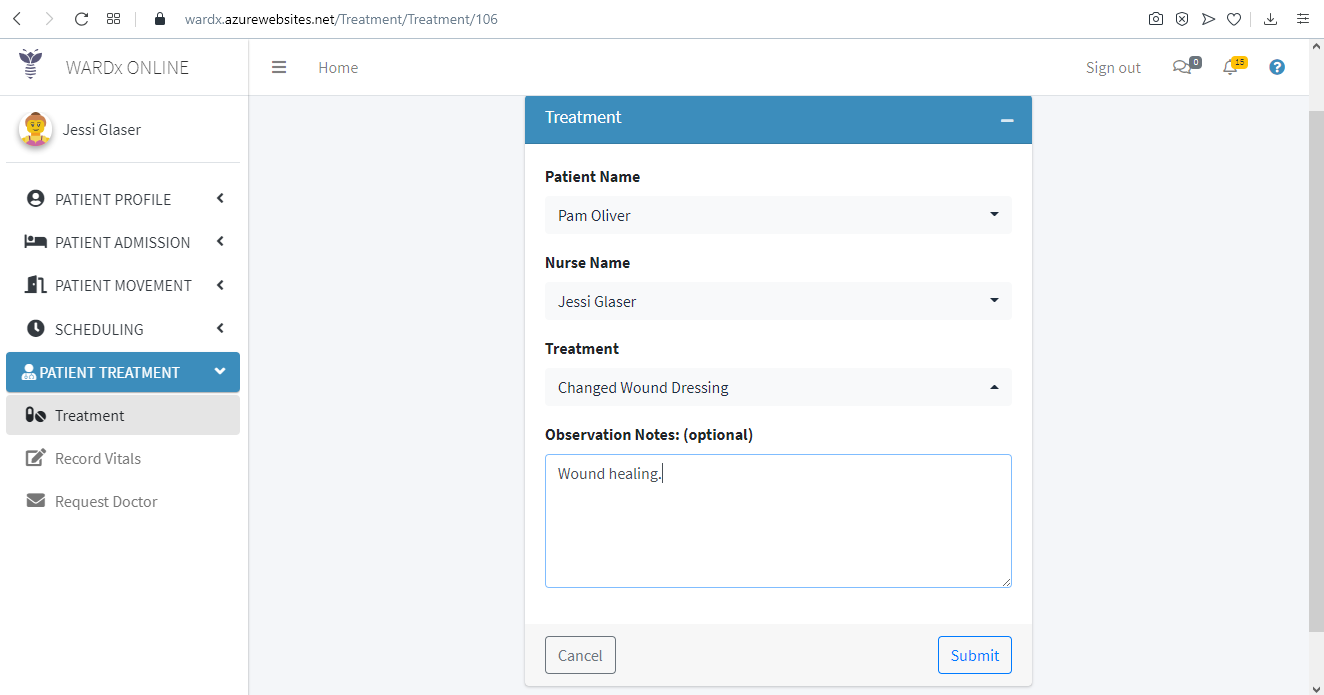 wardx.azurewebsites.net/Treatment/Treatment/106
WARDx ONLINE
Home
Sign out
0
15
?
Jessi Glaser
PATIENT PROFILE
PATIENT ADMISSION
PATIENT MOVEMENT
SCHEDULING
PATIENT TREATMENT
Treatment
Record Vitals
Request Doctor
Treatment
Patient Name
Pam Oliver
Nurse Name
Jessi Glaser
Treatment
Changed Wound Dressing
Observation Notes: (optional)
Wound healing.
Cancel
Submit